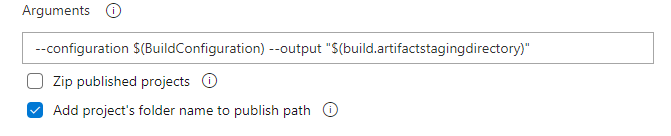 Arguments
--configuration $(BuildConfiguration) --output "$(build.artifactstagingdirectory)"
Zip published projects
Add project's folder name to publish path